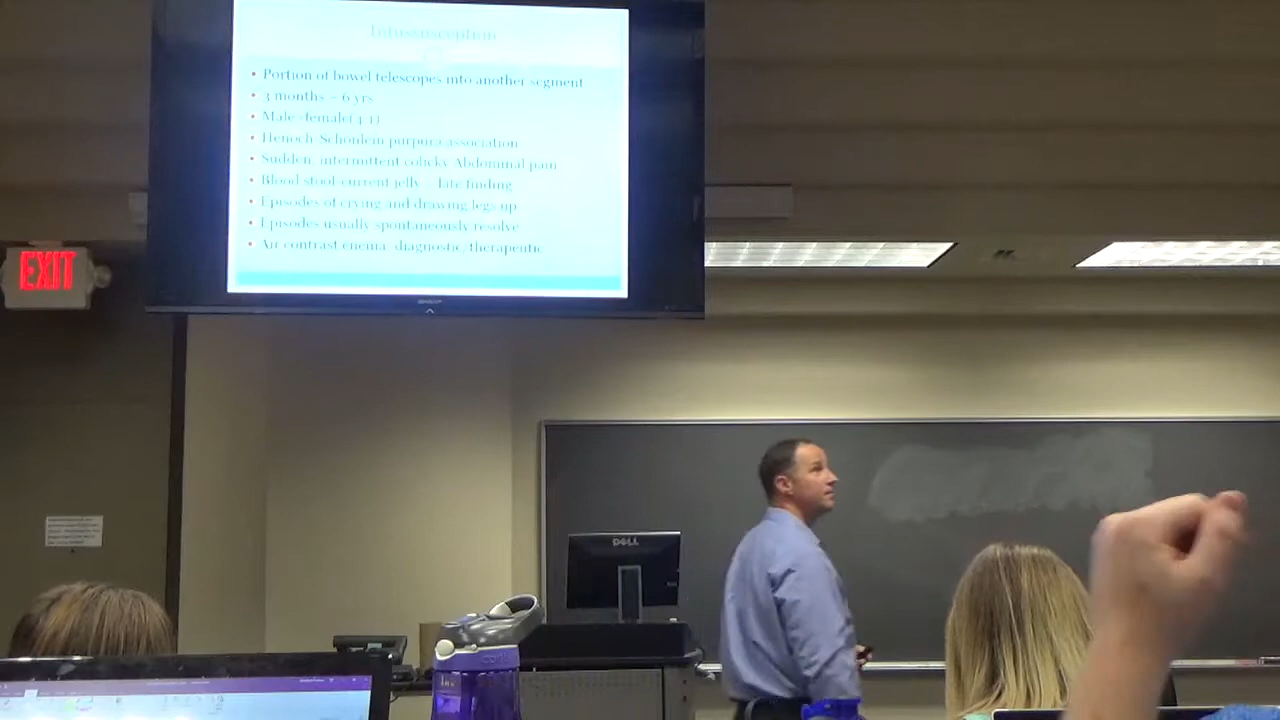 Intussusception
• Portion of bowel telescopes into another segment
• 3 months – 6 yrs
• Male>female(4:1)
• Henoch-Schonlein purpura association
• Sudden, intermittent colicky Abdominal pain
• Blood stool-current jelly – late finding
• Episodes of crying and drawing legs up
• Episodes usually spontaneously resolve
• Air contrast enema: diagnostic/therapeutic
SHARP
EXIT
DELL